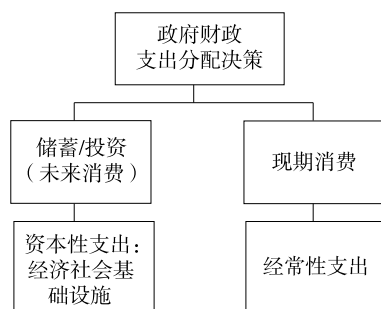 政府财政
支出分配决策
储蓄/投资
（未来消费）
现期消费
资本性支出：
经济社会基
础设施
经常性支出